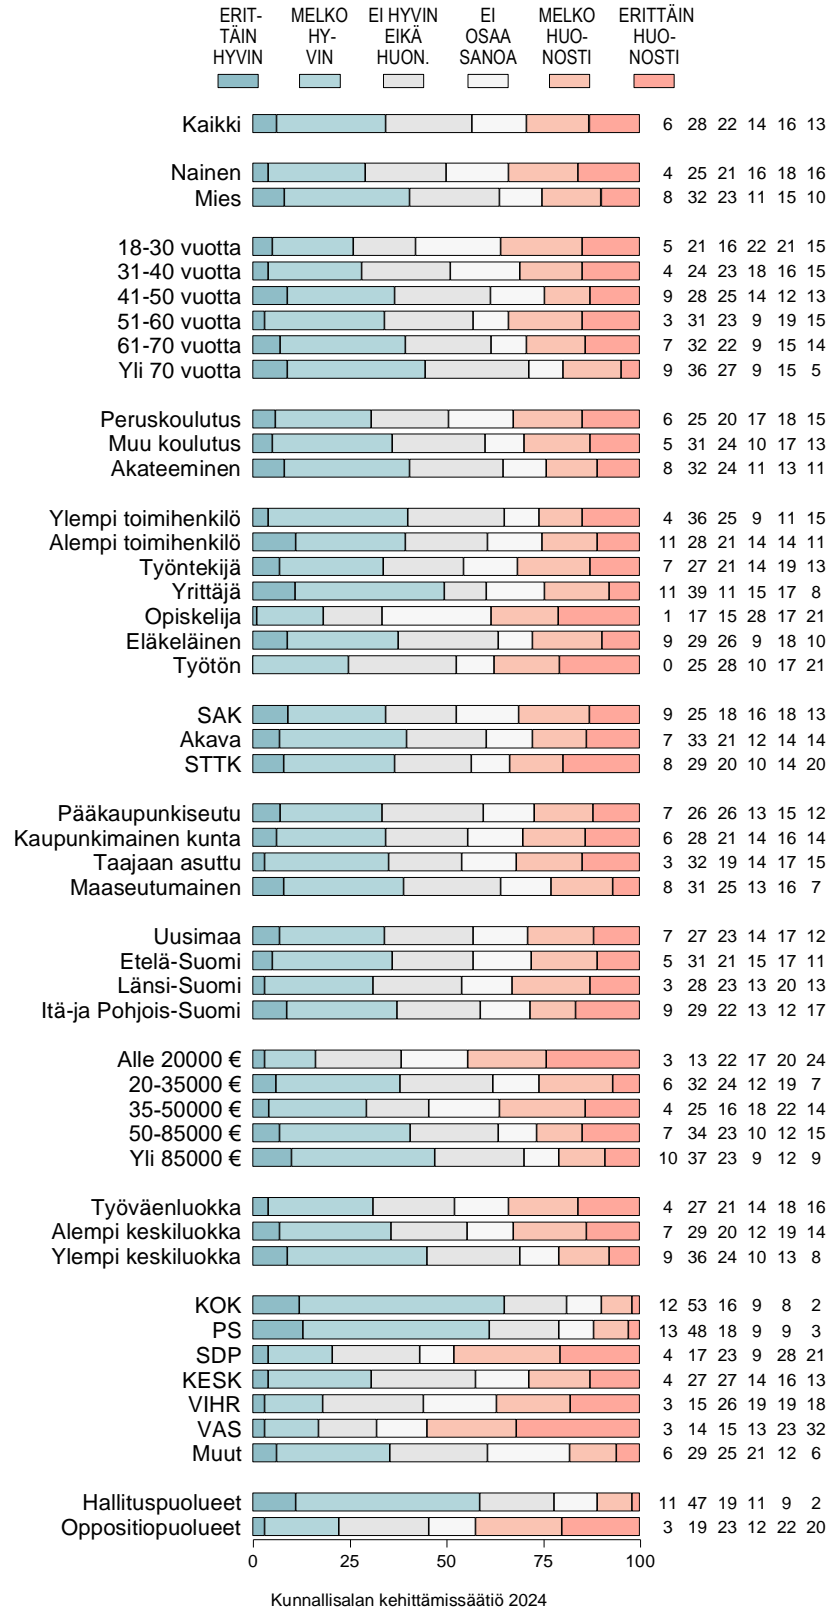 ERIT- MELKO EI HYVIN EI MELKO ERITTÄIN
TÄIN HY- EIKÄ OSAA HUO- HUO-
HYVIN VIN HUON. SANOA NOSTI NOSTI
Kaikki 6 28 22 14 16 13
Nainen 4 25 21 16 18 16
Mies 8 32 23 11 15 10
18-30 vuotta 5 21 16 22 21 15
31-40 vuotta 4 24 23 18 16 15
41-50 vuotta 9 28 25 14 12 13
51-60 vuotta 3 31 23 9 19 15
61-70 vuotta 7 32 22 9 15 14
Yli 70 vuotta 9 36 27 9 15 5
Peruskoulutus 6 25 20 17 18 15
Muu koulutus 5 31 24 10 17 13
Akateeminen 8 32 24 11 13 11
Ylempi toimihenkilö 4 36 25 9 11 15
Alempi toimihenkilö 11 28 21 14 14 11
Työntekijä 7 27 21 14 19 13
Yrittäjä 11 39 11 15 17 8
Opiskelija 1 17 15 28 17 21
Eläkeläinen 9 29 26 9 18 10
Työtön 0 25 28 10 17 21
SAK 9 25 18 16 18 13
Akava 7 33 21 12 14 14
STTK 8 29 20 10 14 20
Pääkaupunkiseutu 7 26 26 13 15 12
Kaupunkimainen kunta 6 28 21 14 16 14
Taajaan asuttu 3 32 19 14 17 15
Maaseutumainen 8 31 25 13 16 7
Uusimaa 7 27 23 14 17 12
Etelä-Suomi 5 31 21 15 17 11
Länsi-Suomi 3 28 23 13 20 13
Itä-ja Pohjois-Suomi 9 29 22 13 12 17
Alle 20000 € 3 13 22 17 20 24
20-35000 € 6 32 24 12 19 7
35-50000 € 4 25 16 18 22 14
50-85000 € 7 34 23 10 12 15
Yli 85000 € 10 37 23 9 12 9
Työväenluokka 4 27 21 14 18 16
Alempi keskiluokka 7 29 20 12 19 14
Ylempi keskiluokka 9 36 24 10 13 8
KOK 12 53 16 9 8 2
PS 13 48 18 9 9 3
SDP 4 17 23 9 28 21
KESK 4 27 27 14 16 13
VIHR 3 15 26 19 19 18
VAS 3 14 15 13 23 32
Muut 6 29 25 21 12 6
Hallituspuolueet 11 47 19 11 9 2
Oppositiopuolueet 3 19 23 12 22 20
0 25 50 75 100
Kunnallisalan kehittämissäätiö 2024